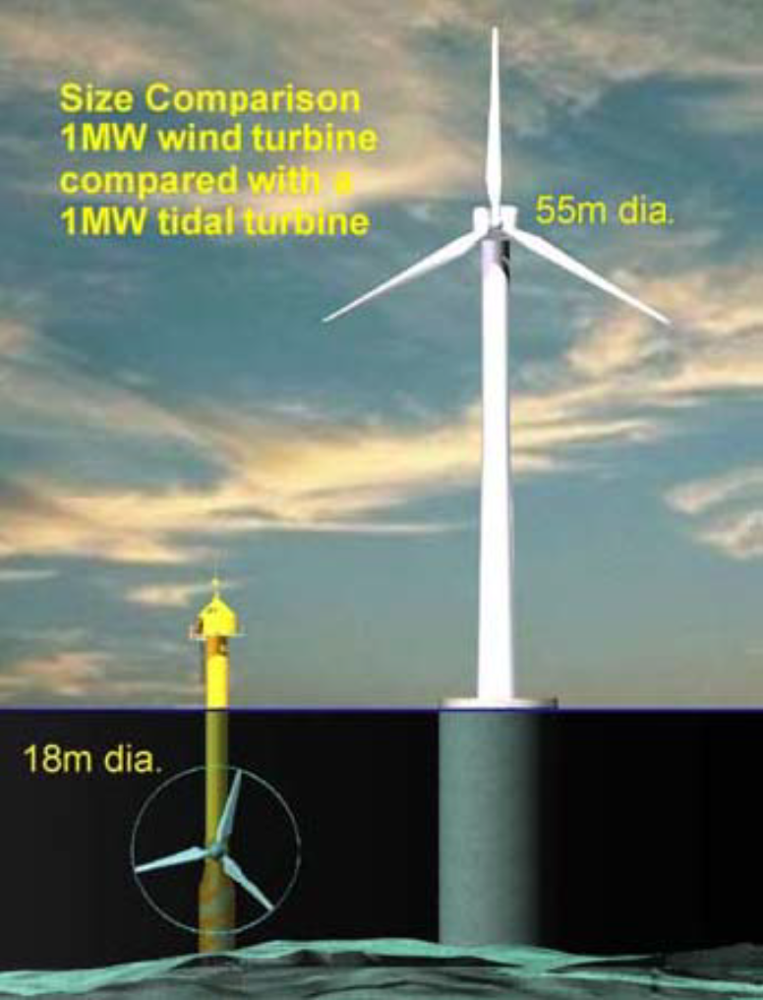 Size Comparison
1MW wind turbine
compared with a
1MW tidal turbine
55m dia.
18m dia.